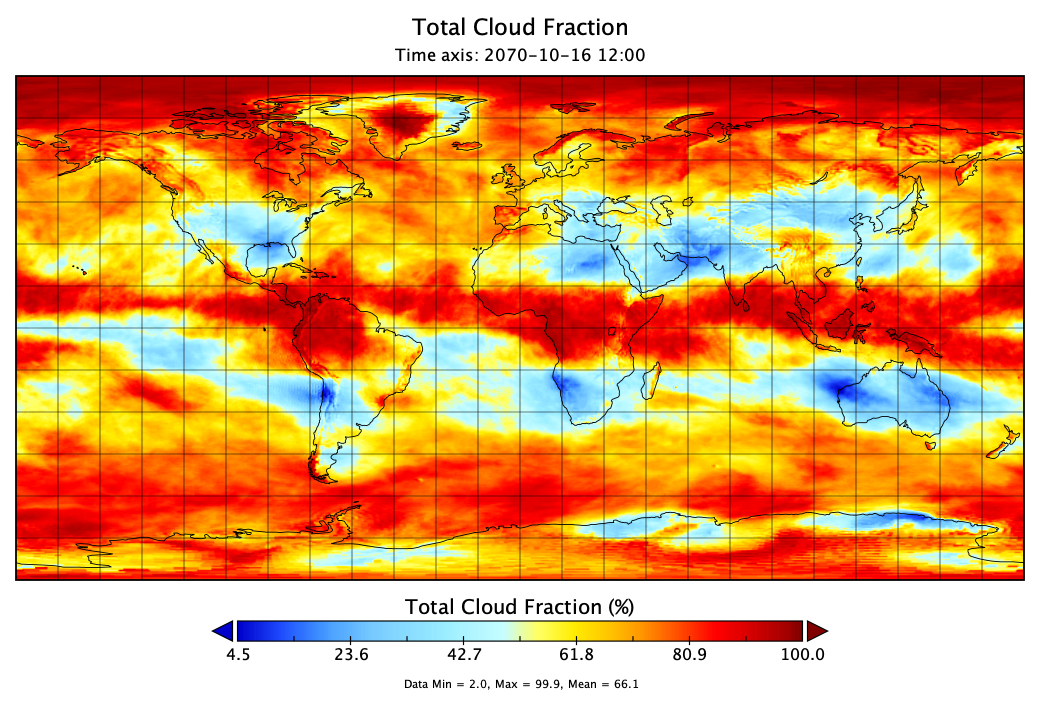 Total Cloud Fraction
Time axis: 2070-10-16 12:00
Total Cloud Fraction (%)
4.5 23.6 42.7 61.8 80.9 100.0
Data Min = 2.0, Max = 99.9, Mean = 66.1